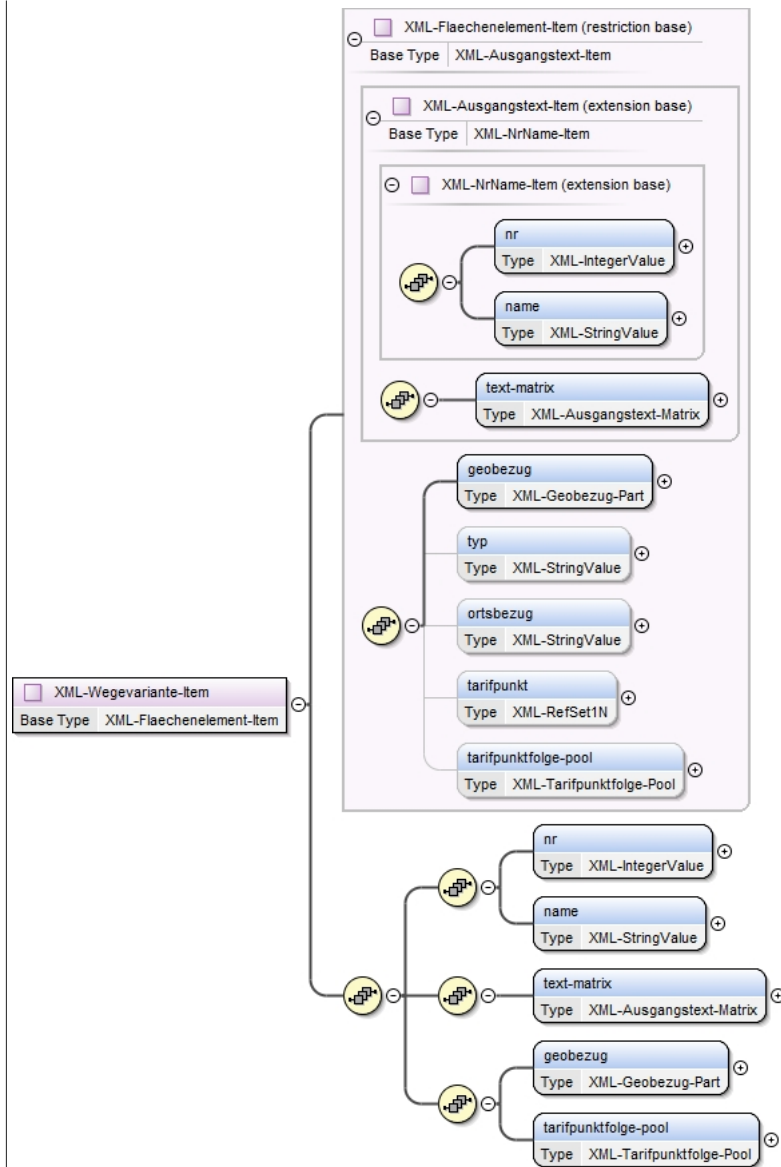 XML-Flaechenelement-Item (restriction base)
Base Type XML-Ausgangstext-Item
XML-Ausgangstext-Item (extension base)
Base Type XML-NrName-Item
XML-NrName-Item (extension base)
nr
Type XML-IntegerValue
name
Type XML-StringValue
text-matrix
Type XML-Ausgangstext-Matrix
geobezug
Type XML-Geobezug-Part
typ
Type XML-StringValue
ortsbezug
Type XML-StringValue
tarifpunkt
Type XML-RefSet1N
tarifpunktfolge-pool
Type XML-Tarifpunktfolge-Pool
XML-Wegevariante-Item
Base Type XML-Flaechenelement-Item
nr
Type XML-IntegerValue
name
Type XML-StringValue
text-matrix
Type XML-Ausgangstext-Matrix
geobezug
Type XML-Geobezug-Part
tarifpunktfolge-pool
Type XML-Tarifpunktfolge-Pool